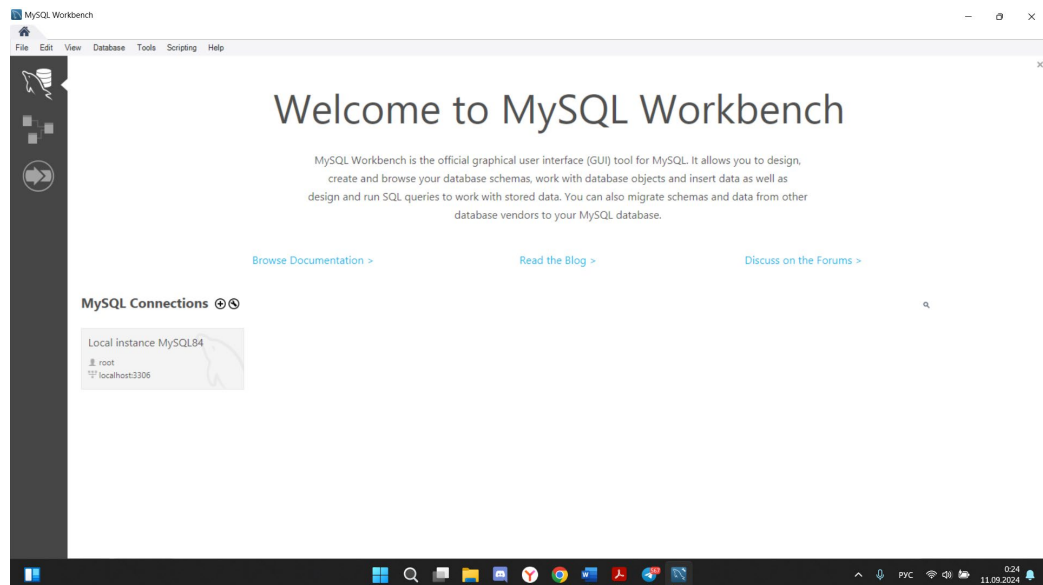 MySQL Workbench
File Edit View Database Tools Scripting Help
Welcome to MySQL Workbench
MySQL Workbench is the official graphical user interface (GUI) tool for MySQL. It allows you to design,
create and browse your database schemas, work with database objects and insert data as well as
design and run SQL queries to work with stored data. You can also migrate schemas and data from other
database vendors to your MySQL database.
Browse Documentation > Read the Blog > Discuss on the Forums >
MySQL Connections
Local instance MySQL84
root
localhost:3306
РУС 0:24
11.09.2024